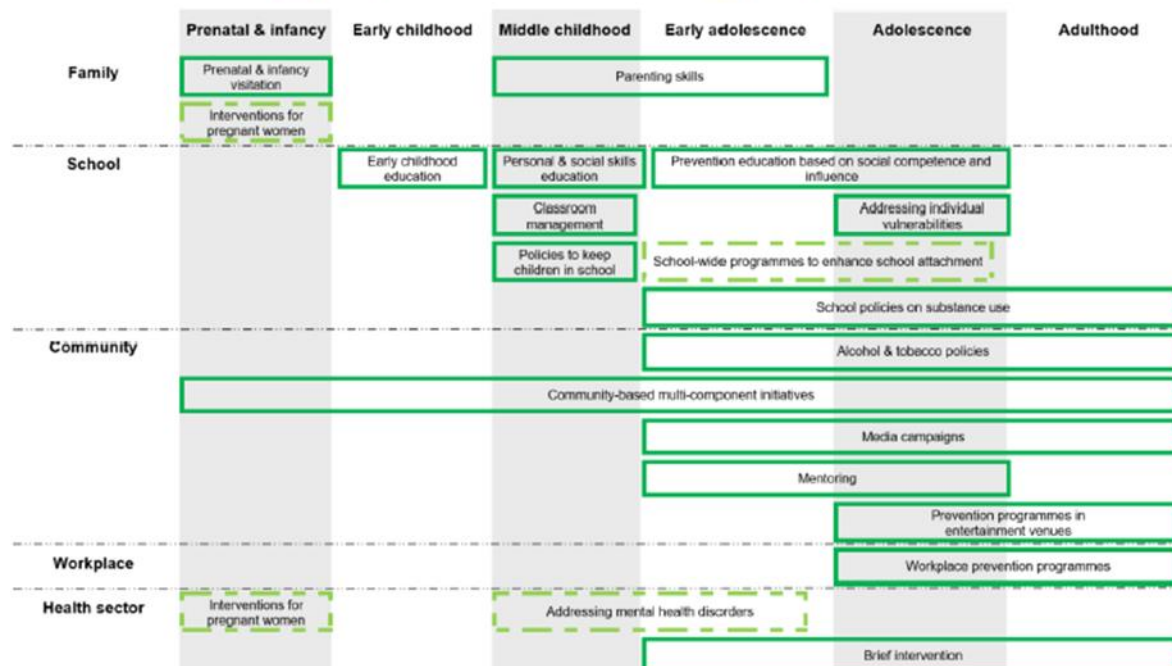 Prenatal & infancy Early childhood Middle childhood Early adolescence Adolescence Adulthood
Family
Prenatal & infancy
visitation
Parenting skills
Interventions for
pregnant women
School
Early childhood
education
Personal & social skills
education
Prevention education based on social competence and
influence
Classroom
management
Addressing individual
vulnerabilities
Policies to keep
children in school
School-wide programmes to enhance school attachment
School policies on substance use
Community
Alcohol & tobacco policies
Community-based multi-component initiatives
Media campaigns
Mentoring
Prevention programmes in
entertainment venues
Workplace
Workplace prevention programmes
Health sector
Interventions for
pregnant women
Addressing mental health disorders
Brief intervention